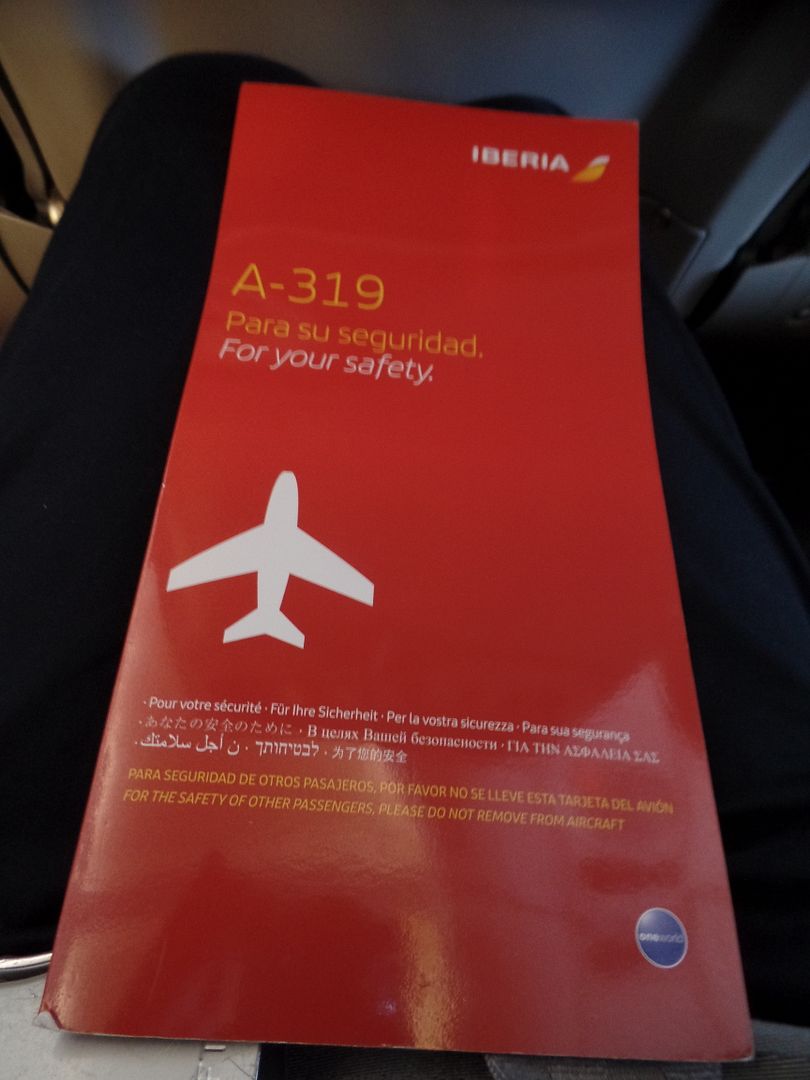 IBERIA
A-319
Para su seguridad.
For your safety.
· Pour votre sécurité · Für Ihre Sicherheit · Per la vostra sicurezza · Para sua segurança
· あなたの安全のために · В целях Вашей безопасности · ΓΙΑ ΤΗΝ ΑΣΦΑΛΕΙΑ ΣΑΣ
· ن أجل سلامتك · לבטיחותך · 为了您的安全
PARA SEGURIDAD DE OTROS PASAJEROS, POR FAVOR NO SE LLEVE ESTA TARJETA DEL AVIÓN
FOR THE SAFETY OF OTHER PASSENGERS, PLEASE DO NOT REMOVE FROM AIRCRAFT
oneworld